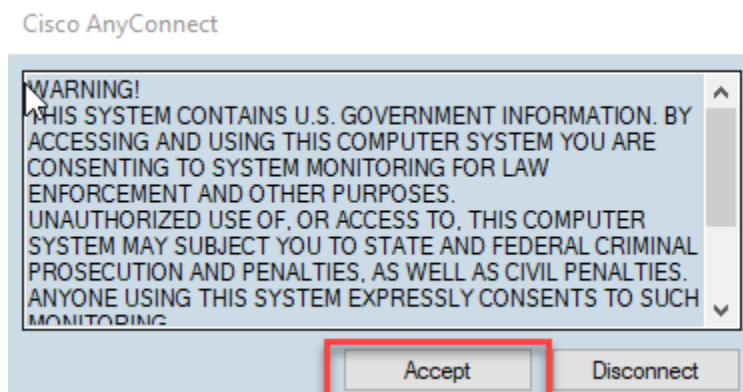 Cisco AnyConnect
WARNING!
THIS SYSTEM CONTAINS U.S. GOVERNMENT INFORMATION. BY
ACCESSING AND USING THIS COMPUTER SYSTEM YOU ARE
CONSENTING TO SYSTEM MONITORING FOR LAW
ENFORCEMENT AND OTHER PURPOSES.
UNAUTHORIZED USE OF, OR ACCESS TO, THIS COMPUTER
SYSTEM MAY SUBJECT YOU TO STATE AND FEDERAL CRIMINAL
PROSECUTION AND PENALTIES, AS WELL AS CIVIL PENALTIES.
ANYONE USING THIS SYSTEM EXPRESSLY CONSENTS TO SUCH
MONITORING
Accept Disconnect